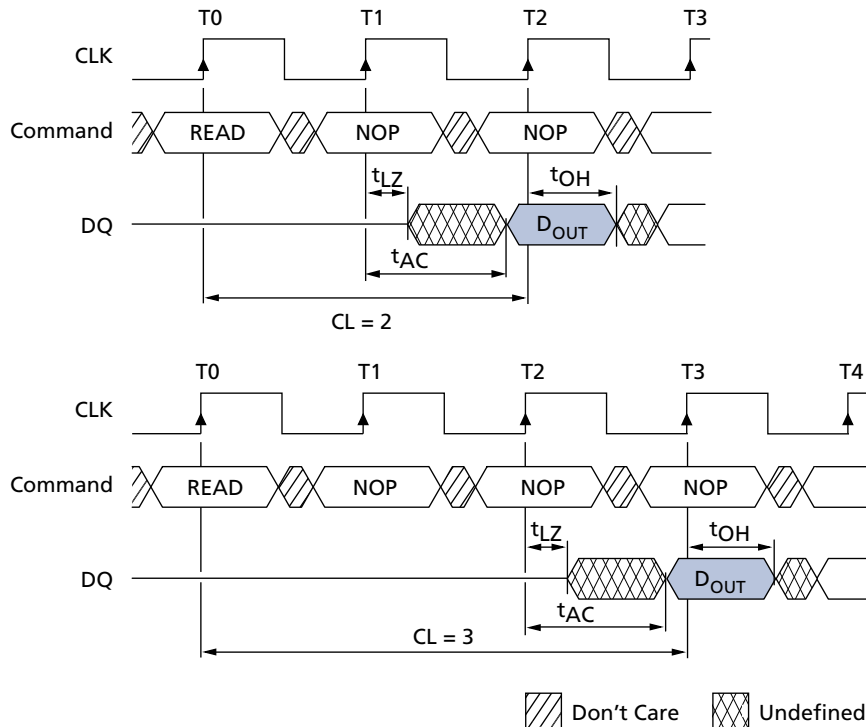 T0 T1 T2 T3
CLK
Command READ NOP NOP
tLZ tOH
DQ DOUT
tAC
CL = 2
T0 T1 T2 T3 T4
CLK
Command READ NOP NOP NOP
tLZ tOH
DQ DOUT
tAC
CL = 3
Don't Care Undefined